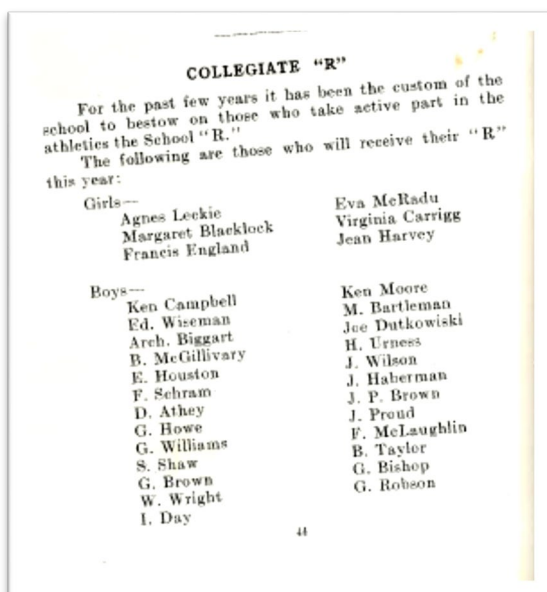 COLLEGIATE "R"
For the past few years it has been the custom of the
school to bestow on those who take active part in the
athletics the School "R."
The following are those who will receive their "R"
this year:
Girls—
Agnes Leckie
Margaret Blacklock
Francis England
Eva McRadu
Virginia Carrigg
Jean Harvey
Boys—
Ken Campbell
Ed. Wiseman
Arch. Biggart
B. McGillivary
E. Houston
F. Schram
D. Athey
G. Howe
G. Williams
S. Shaw
G. Brown
W. Wright
I. Day
Ken Moore
M. Bartleman
Joe Dutkowiski
H. Urness
J. Wilson
J. Haberman
J. P. Brown
J. Proud
F. McLaughlin
B. Taylor
G. Bishop
G. Robson
44